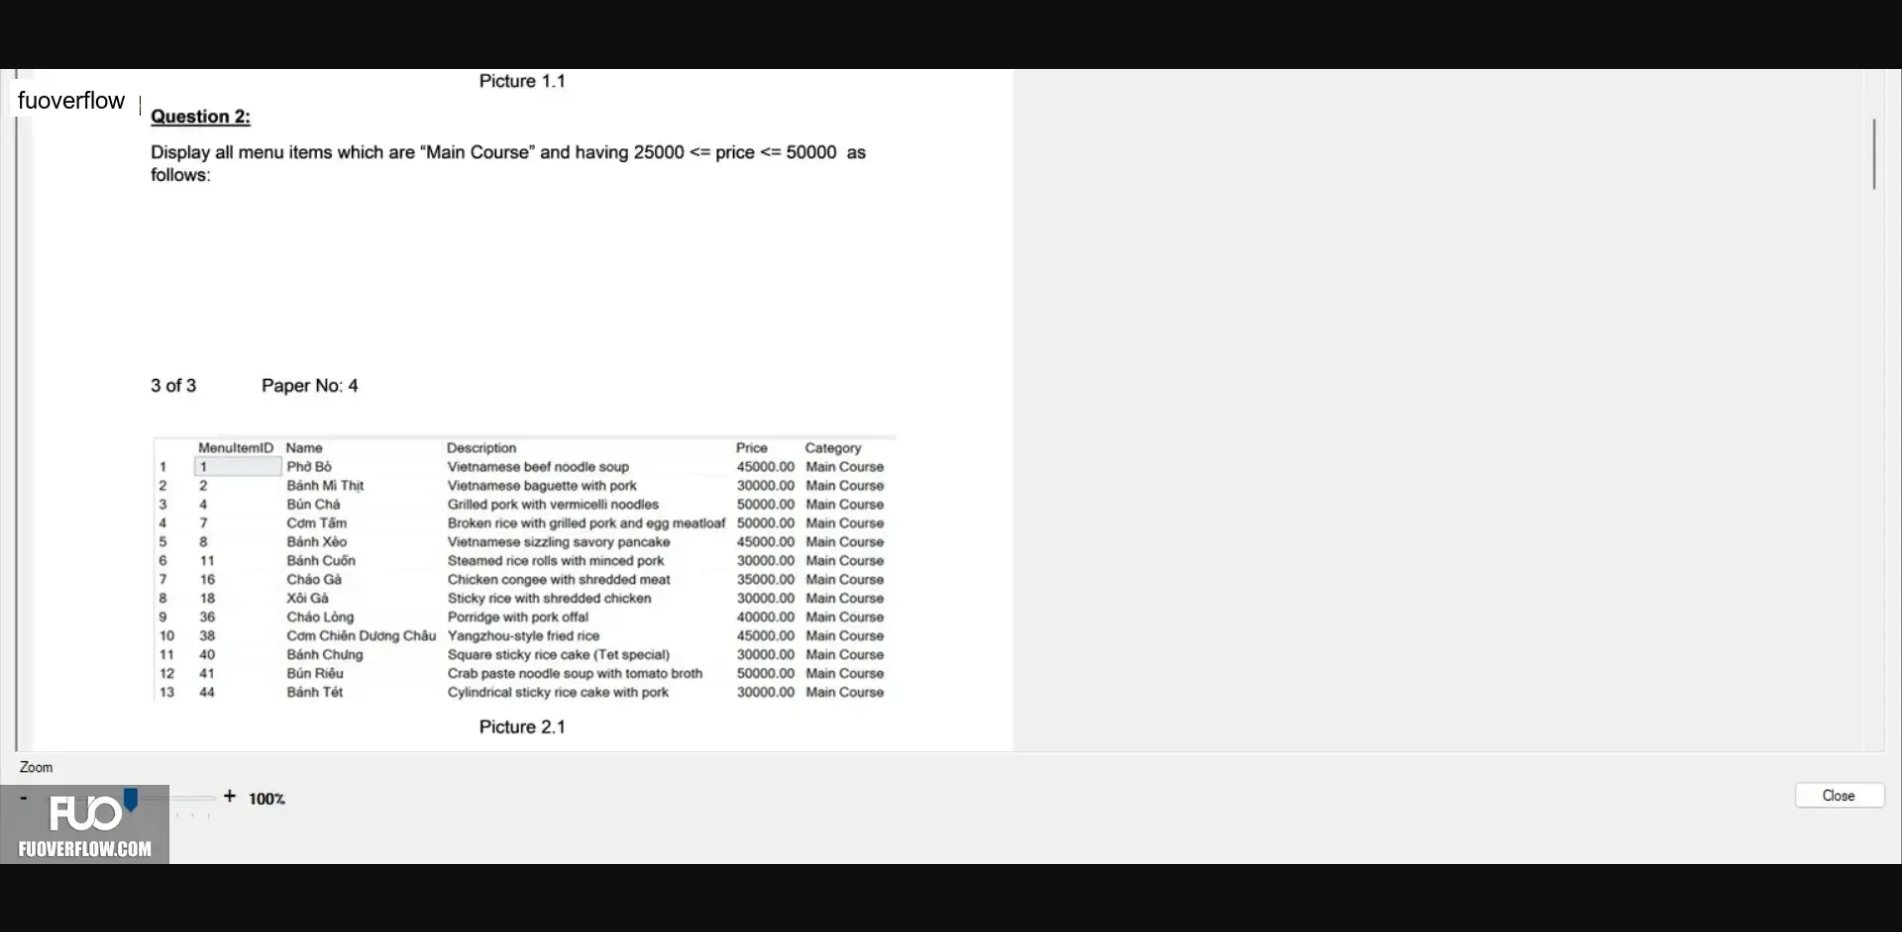 Picture 1.1
fuoverflow
Question 2:
Display all menu items which are “Main Course” and having 25000 <= price <= 50000 as
follows:
3 of 3 Paper No: 4
MenuItemID Name Description Price Category
1 1 Phở Bò Vietnamese beef noodle soup 45000.00 Main Course
2 2 Bánh Mì Thịt Vietnamese baguette with pork 30000.00 Main Course
3 4 Bún Chả Grilled pork with vermicelli noodles 50000.00 Main Course
4 7 Cơm Tấm Broken rice with grilled pork and egg meatloaf 50000.00 Main Course
5 8 Bánh Xèo Vietnamese sizzling savory pancake 45000.00 Main Course
6 11 Bánh Cuốn Steamed rice rolls with minced pork 30000.00 Main Course
7 16 Cháo Gà Chicken congee with shredded meat 35000.00 Main Course
8 18 Xôi Gà Sticky rice with shredded chicken 30000.00 Main Course
9 36 Cháo Lòng Porridge with pork offal 40000.00 Main Course
10 38 Cơm Chiên Dương Châu Yangzhou-style fried rice 45000.00 Main Course
11 40 Bánh Chưng Square sticky rice cake (Tet special) 30000.00 Main Course
12 41 Bún Riêu Crab paste noodle soup with tomato broth 50000.00 Main Course
13 44 Bánh Tét Cylindrical sticky rice cake with pork 30000.00 Main Course
Picture 2.1
Zoom
- + 100%
Close
FUO
FUOVERFLOW.COM